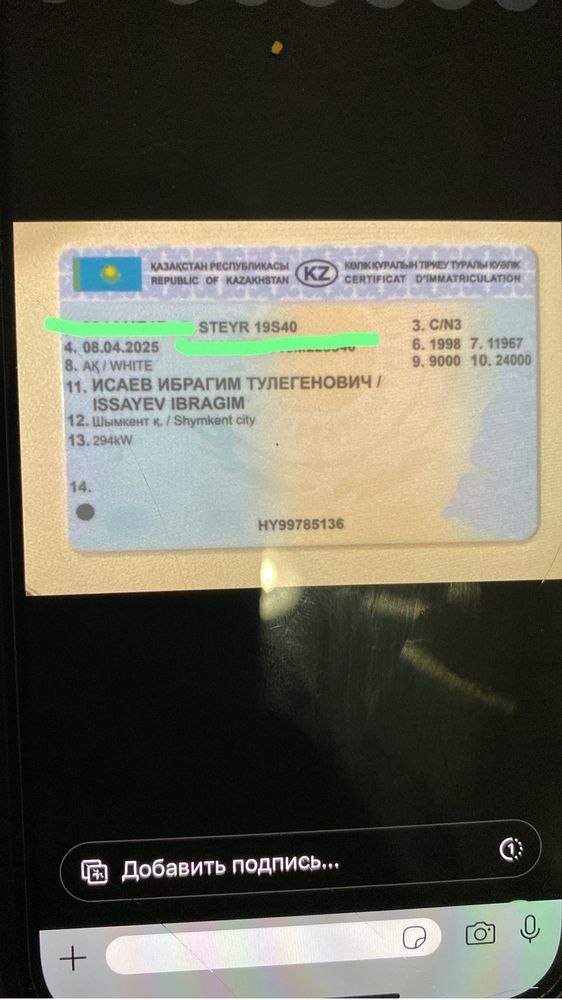 ҚАЗАҚСТАН РЕСПУБЛИКАСЫ
REPUBLIC OF KAZAKHSTAN
KZ
КӨЛІК ҚҰРАЛЫН ТІРКЕУ ТУРАЛЫ КУӘЛІК
CERTIFICAT D'IMMATRICULATION
STEYR 19S40
3. C/N3
4. 08.04.2025
6. 1998 7. 11967
8. АҚ / WHITE
9. 9000 10. 24000
11. ИСАЕВ ИБРАГИМ ТУЛЕГЕНОВИЧ /
ISSAYEV IBRAGIM
12. Шымкент қ. / Shymkent city
13. 294kW
14.
HY99785136
Добавить подпись...
1